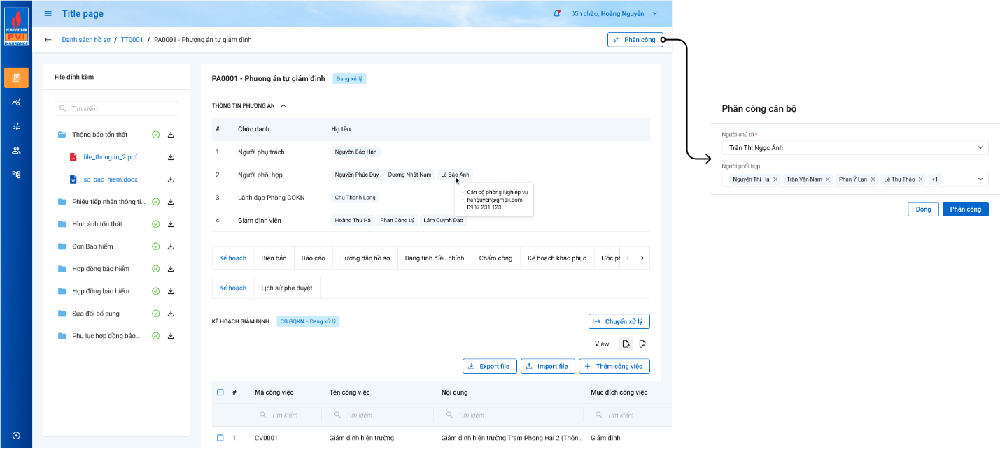 PETROVIETNAM
PVI
INSURANCE
Title page
Xin chào, Hoàng Nguyên
Danh sách hồ sơ / TT0001 / PA0001 - Phương án tự giám định
Phân công
File đính kèm
Tìm kiếm
Thông báo tổn thất
file_thongtin_2.pdf
so_bao_hiem.docx
Phiếu tiếp nhận thông ti...
Hình ảnh tổn thất
Đơn Bảo hiểm
Hợp đồng bảo hiểm
Hợp đồng bảo hiểm
Sửa đổi bổ sung
Phụ lục hợp đồng bảo...
PA0001 - Phương án tự giám định
Đang xử lý
THÔNG TIN PHƯƠNG ÁN
# Chức danh Họ tên
1 Người phụ trách Nguyễn Bảo Hân
2 Người phối hợp Nguyễn Phúc Duy Dương Nhật Nam Lê Bảo Anh
• Cán bộ phòng Nghiệp vụ
• hanguyen@gmail.com
• 0987 231 123
3 Lãnh đạo Phòng GQKN Chu Thanh Long
4 Giám định viên Hoàng Thu Hà Phan Công Lý Lâm Quỳnh Dao
Kế hoạch Biên bản Báo cáo Hướng dẫn hồ sơ Bảng tính điều chỉnh Chấm công Kế hoạch khắc phục Ước ph
Kế hoạch Lịch sử phê duyệt
KẾ HOẠCH GIÁM ĐỊNH CB GQKN - Đang xử lý
Chuyển xử lý
View:
Export file Import file Thêm công việc
# Mã công việc Tên công việc Nội dung Mục đích công việc
Tìm kiếm Tìm kiếm Tìm kiếm Tìm kiếm
1 CV0001 Giám định hiện trường Giám định hiện trường Trạm Phong Hải 2 (Thôn... Giám định
Phân công cán bộ
Người chủ trì *
Trần Thị Ngọc Ánh
Người phối hợp
Nguyễn Thị Hà Trần Văn Nam Phan Ý Lan Lê Thu Thảo +1
Đóng Phân công